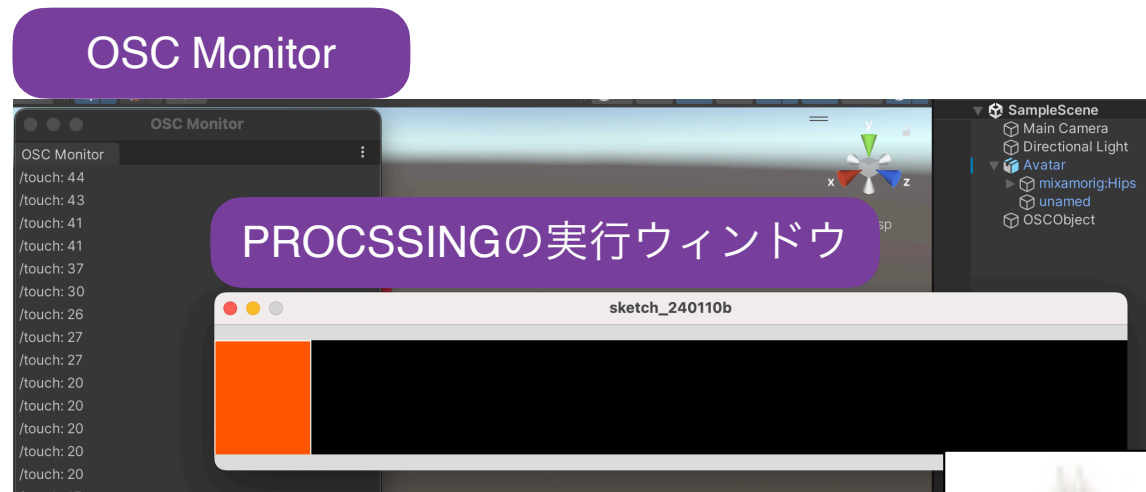 OSC Monitor
OSC Monitor
OSC Monitor
/touch: 44
/touch: 43
/touch: 41
/touch: 41
/touch: 37
/touch: 30
/touch: 26
/touch: 27
/touch: 27
/touch: 20
/touch: 20
/touch: 20
/touch: 20
/touch: 20
PROCSSINGの実行ウィンドウ
sketch_240110b
y
x
z
sp
SampleScene
Main Camera
Directional Light
Avatar
mixamorig:Hips
unamed
OSCObject